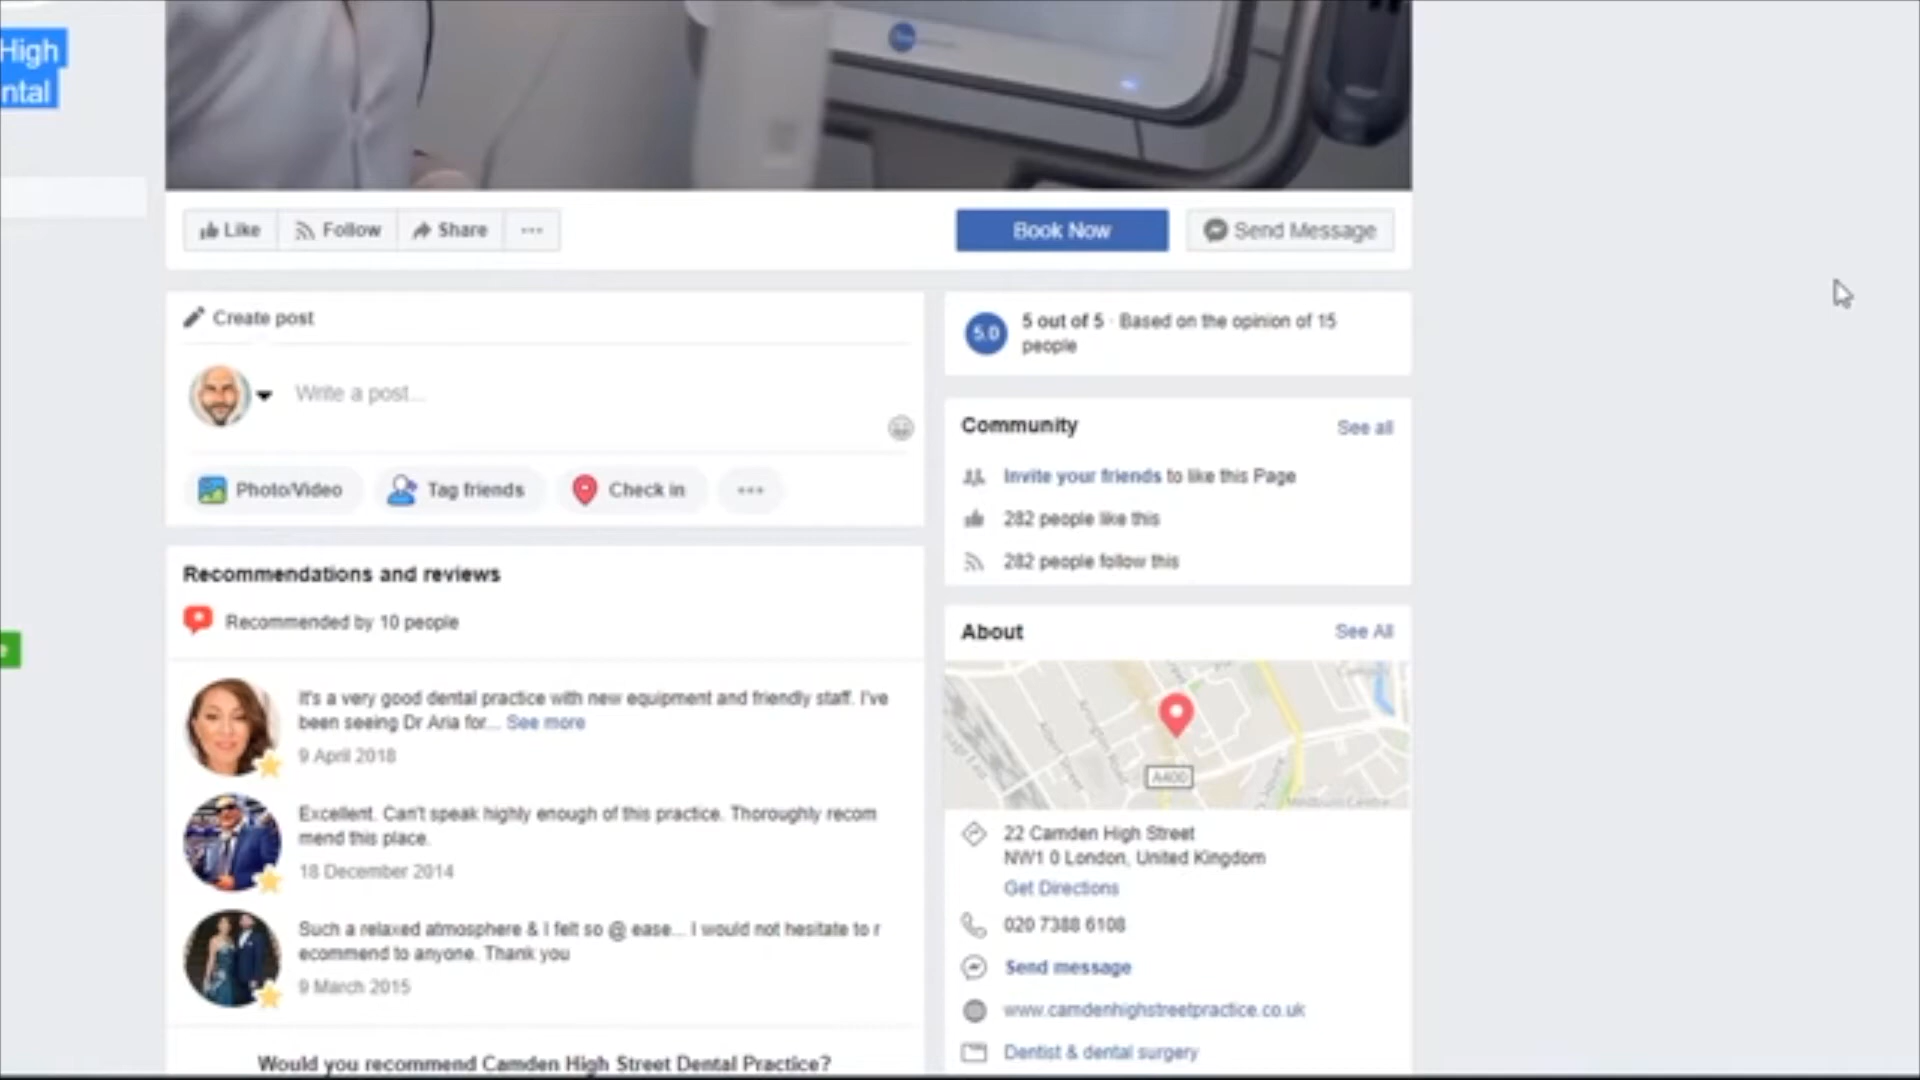 High
ntal
Like
Follow
Share
Book Now
Send Message
Create post
Write a post...
Photo/Video
Tag friends
Check in
Recommendations and reviews
Recommended by 10 people
It's a very good dental practice with new equipment and friendly staff. I've
been seeing Dr Aria for... See more
9 April 2018
Excellent. Can't speak highly enough of this practice. Thoroughly recom
mend this place.
18 December 2014
Such a relaxed atmosphere & I felt so @ ease... I would not hesitate to r
ecommend to anyone. Thank you
9 March 2015
Would you recommend Camden High Street Dental Practice?
5.0
5 out of 5 · Based on the opinion of 15
people
Community
See all
Invite your friends to like this Page
282 people like this
282 people follow this
About
See All
Albert Street
Arlington Road
A400
22 Camden High Street
NW1 0 London, United Kingdom
Get Directions
020 7388 6108
Send message
www.camdenhighstreetpractice.co.uk
Dentist & dental surgery